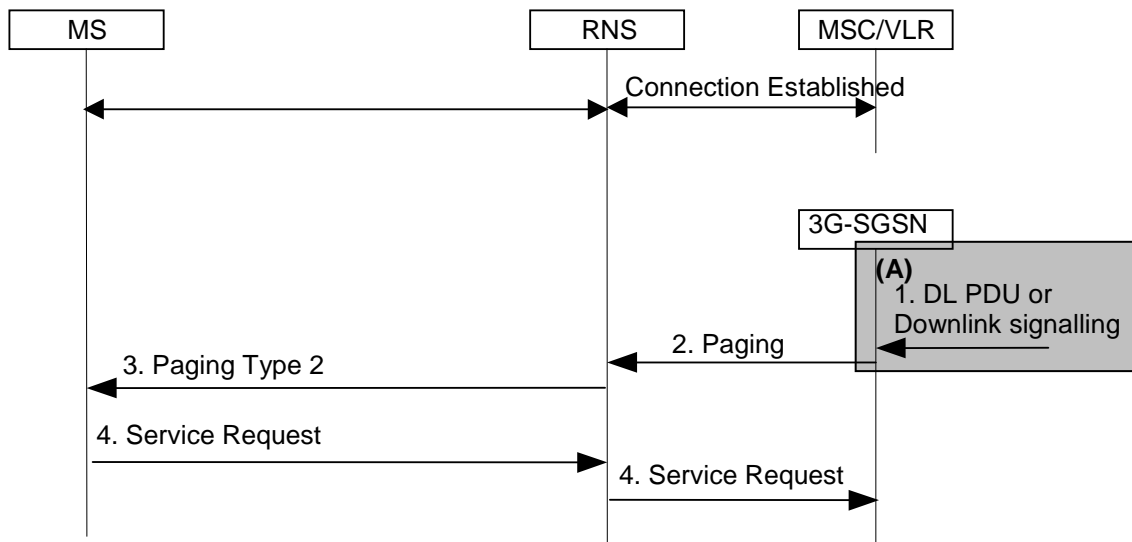 MS
RNS
MSC/VLR
Connection Established
3G-SGSN
(A)
1. DL PDU or
Downlink signalling
2. Paging
3. Paging Type 2
4. Service Request
4. Service Request